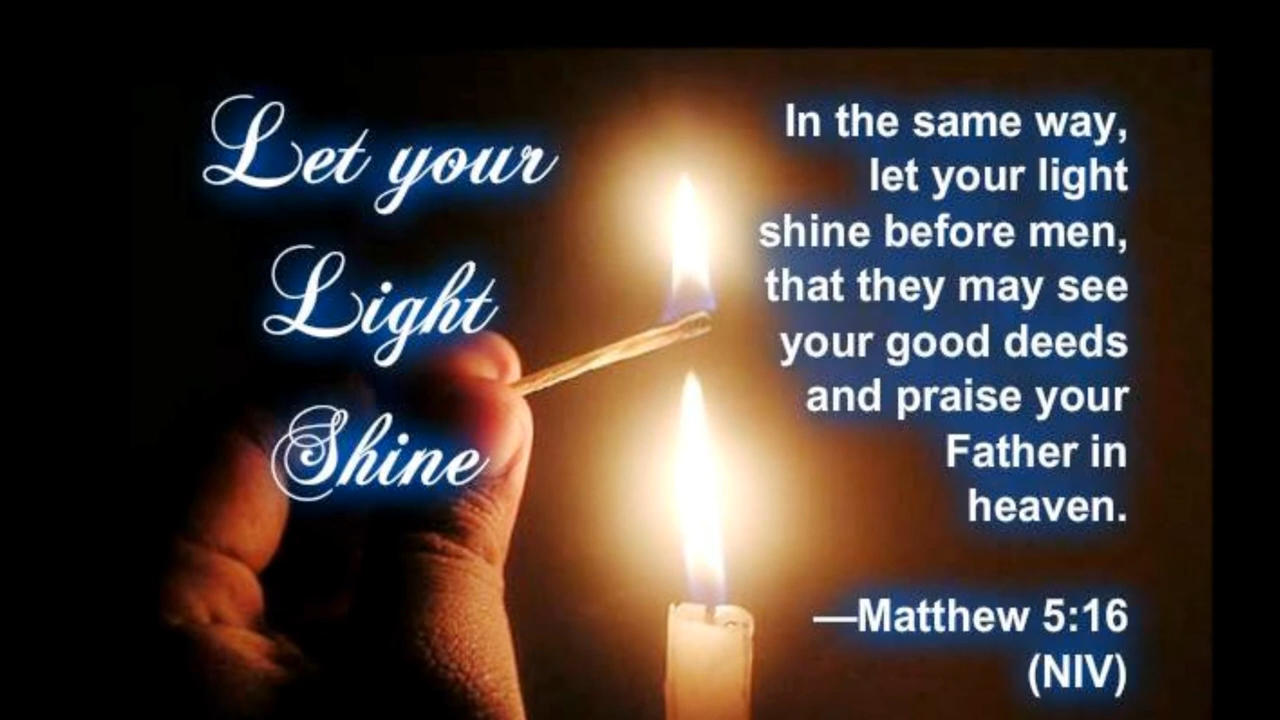 Let your
Light
Shine
In the same way,
let your light
shine before men,
that they may see
your good deeds
and praise your
Father in
heaven.
—Matthew 5:16
(NIV)